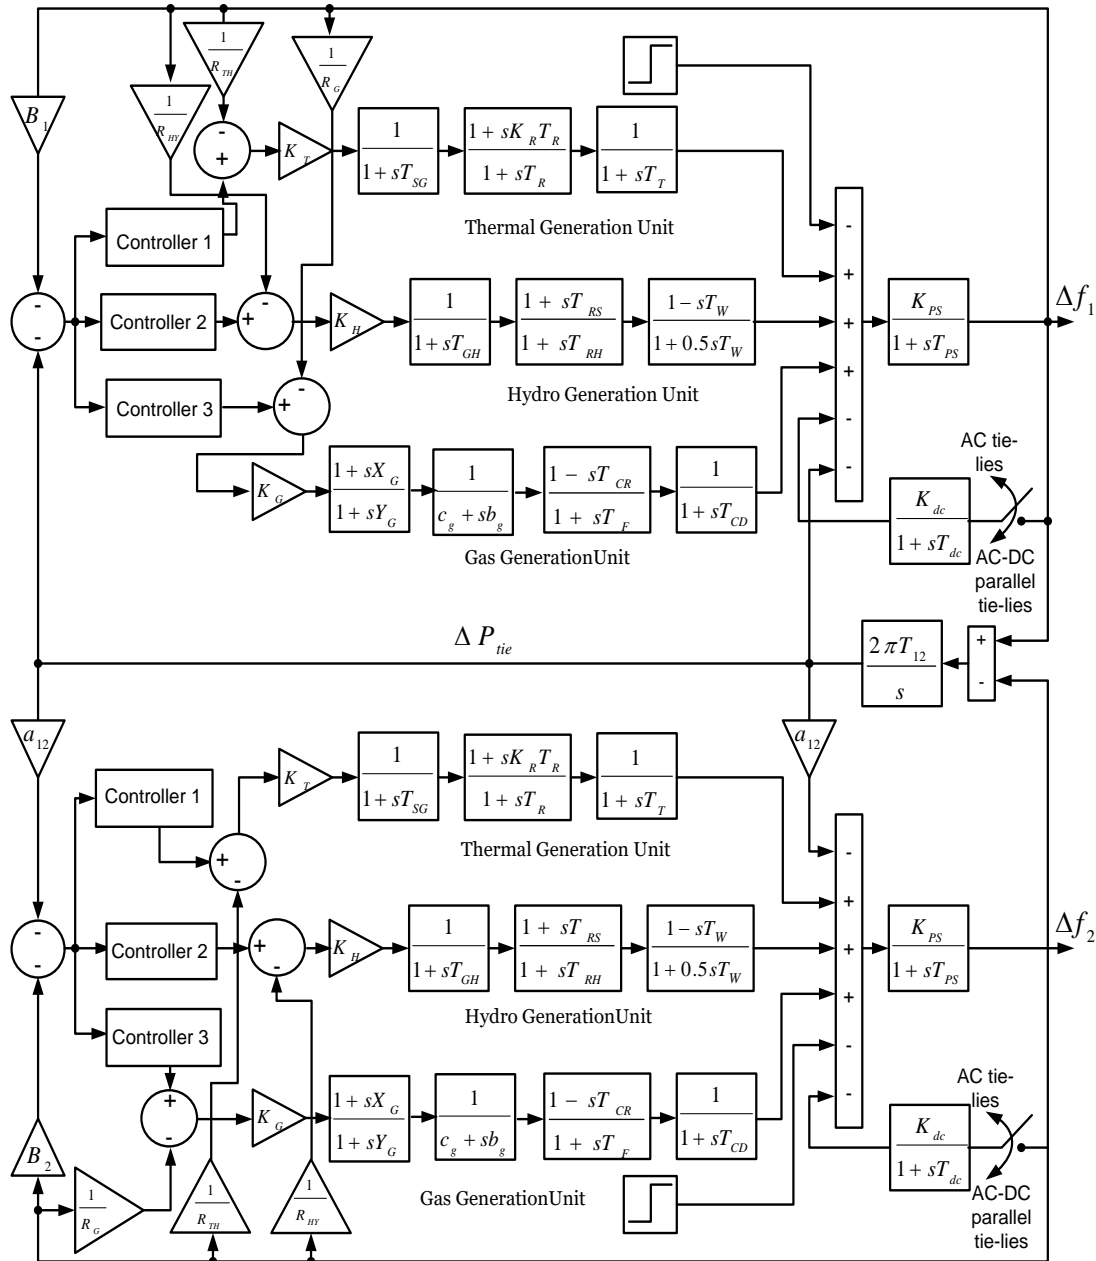 1
R_TH
1
R_G
B_1
1
R_HY
-
+
K_T
1
1 + sT_SG
1 + sK_R T_R
1 + sT_R
1
1 + sT_T
Thermal Generation Unit
-
+
+
+
-
-
Controller 1
-
-
Controller 2
-
+
K_H
1
1 + sT_GH
1 + sT_RS
1 + sT_RH
1 - sT_W
1 + 0.5sT_W
K_PS
1 + sT_PS
Δf_1
Hydro Generation Unit
Controller 3
-
+
K_G
1 + sX_G
1 + sY_G
1
c_g + sb_g
1 - sT_CR
1 + sT_F
1
1 + sT_CD
Gas GenerationUnit
AC tie-
lies
K_dc
1 + sT_dc
AC-DC
parallel
tie-lies
ΔP_tie
2πT_12
s
+
-
a_12
a_12
Controller 1
K_T
1
1 + sT_SG
1 + sK_R T_R
1 + sT_R
1
1 + sT_T
Thermal Generation Unit
+
-
-
+
+
+
-
-
-
-
Controller 2
+
-
K_H
1
1 + sT_GH
1 + sT_RS
1 + sT_RH
1 - sT_W
1 + 0.5sT_W
K_PS
1 + sT_PS
Δf_2
Hydro GenerationUnit
Controller 3
+
-
K_G
1 + sX_G
1 + sY_G
1
c_g + sb_g
1 - sT_CR
1 + sT_F
1
1 + sT_CD
Gas GenerationUnit
AC tie-
lies
K_dc
1 + sT_dc
AC-DC
parallel
tie-lies
B_2
1
R_G
1
R_TH
1
R_HY